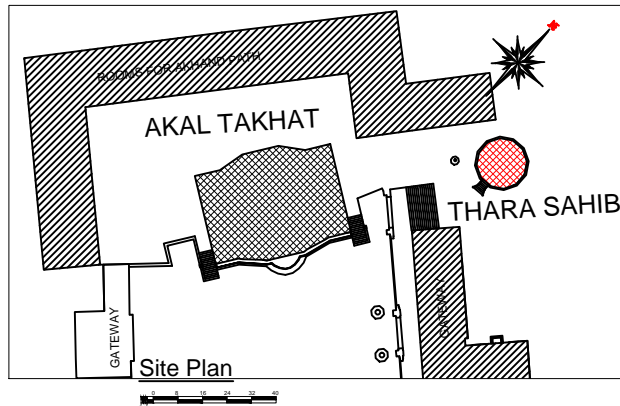 ROOMS FOR AKHAND PATH
AKAL TAKHAT
THARA SAHIB
GATEWAY
GATEWAY
Site Plan
0 8 16 24 32 40